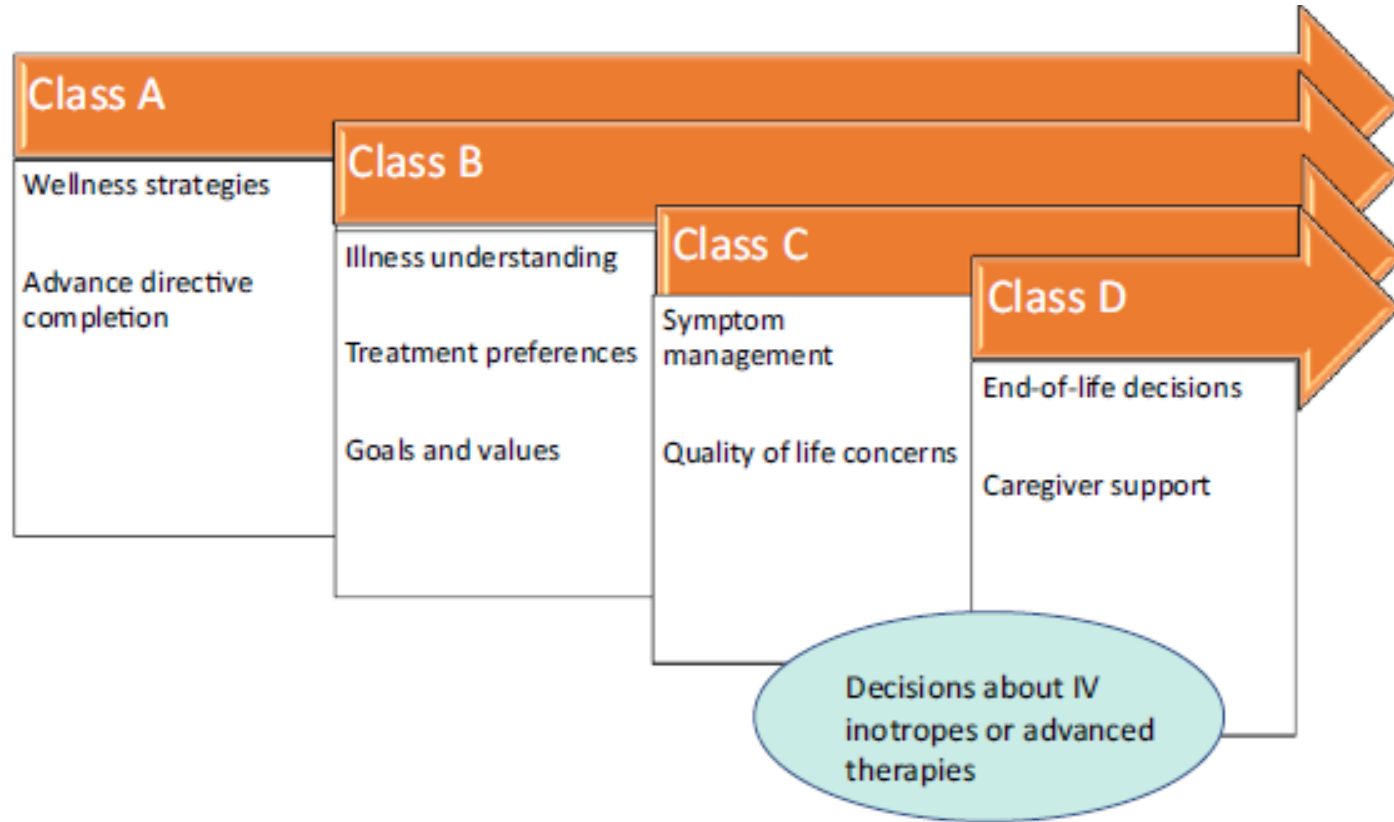 Class A
Wellness strategies
Advance directive
completion
Class B
Illness understanding
Treatment preferences
Goals and values
Class C
Symptom
management
Quality of life concerns
Class D
End-of-life decisions
Caregiver support
Decisions about IV
inotropes or advanced
therapies